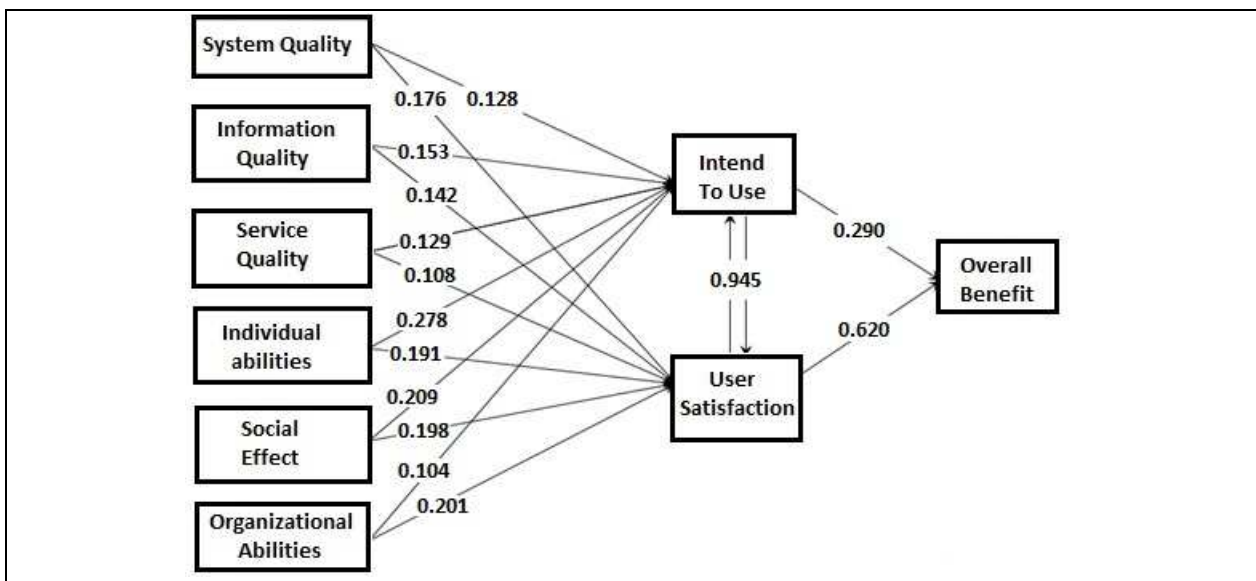 System Quality
0.176
0.128
Information
Quality
0.153
0.142
Intend
To Use
Service
Quality
0.129
0.108
0.290
0.945
Overall
Benefit
Individual
abilities
0.278
0.191
0.620
User
Satisfaction
Social
Effect
0.209
0.198
0.104
Organizational
Abilities
0.201